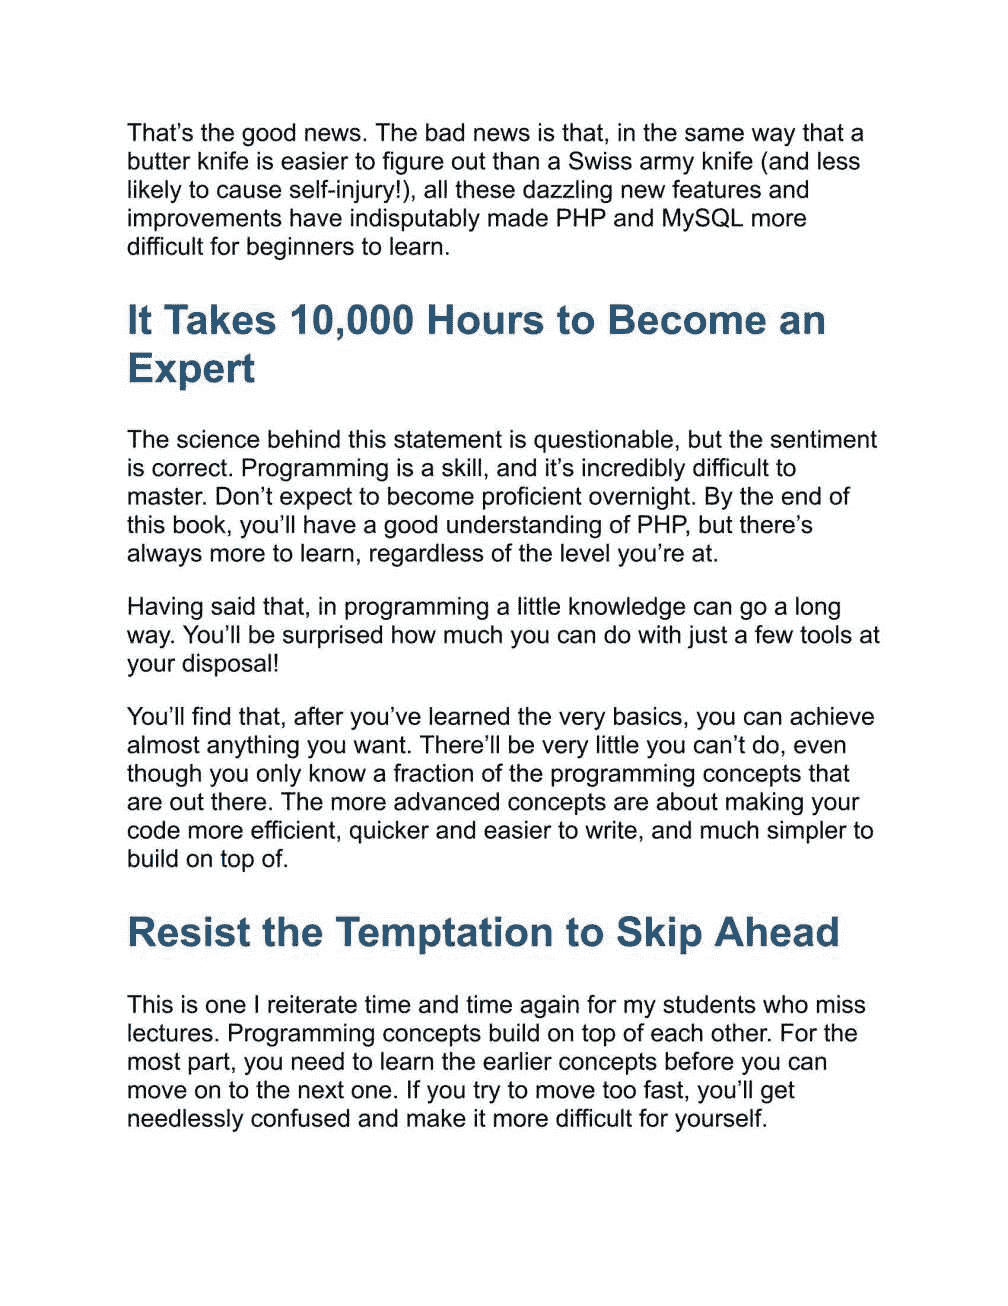 That’s the good news. The bad news is that, in the same way that a
butter knife is easier to figure out than a Swiss army knife (and less
likely to cause self-injury!), all these dazzling new features and
improvements have indisputably made PHP and MySQL more
difficult for beginners to learn.
It Takes 10,000 Hours to Become an
Expert
The science behind this statement is questionable, but the sentiment
is correct. Programming is a skill, and it’s incredibly difficult to
master. Don’t expect to become proficient overnight. By the end of
this book, you’ll have a good understanding of PHP, but there’s
always more to learn, regardless of the level you’re at.
Having said that, in programming a little knowledge can go a long
way. You’ll be surprised how much you can do with just a few tools at
your disposal!
You’ll find that, after you’ve learned the very basics, you can achieve
almost anything you want. There’ll be very little you can’t do, even
though you only know a fraction of the programming concepts that
are out there. The more advanced concepts are about making your
code more efficient, quicker and easier to write, and much simpler to
build on top of.
Resist the Temptation to Skip Ahead
This is one I reiterate time and time again for my students who miss
lectures. Programming concepts build on top of each other. For the
most part, you need to learn the earlier concepts before you can
move on to the next one. If you try to move too fast, you’ll get
needlessly confused and make it more difficult for yourself.